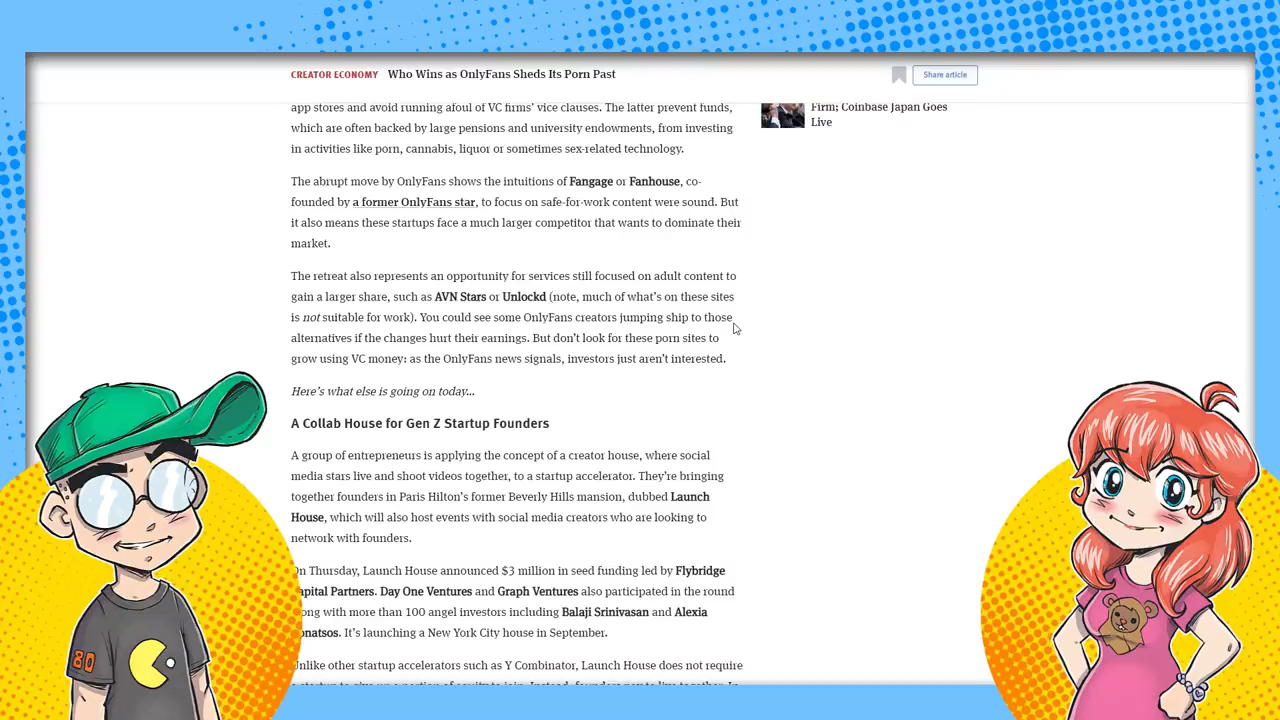 CREATOR ECONOMY Who Wins as OnlyFans Sheds Its Porn Past
Share article
app stores and avoid running afoul of VC firms' vice clauses. The latter prevent funds,
which are often backed by large pensions and university endowments, from investing
in activities like porn, cannabis, liquor or sometimes sex-related technology.
Firm; Coinbase Japan Goes
Live
The abrupt move by OnlyFans shows the intuitions of Fangage or Fanhouse, co-
founded by a former OnlyFans star, to focus on safe-for-work content were sound. But
it also means these startups face a much larger competitor that wants to dominate their
market.
The retreat also represents an opportunity for services still focused on adult content to
gain a larger share, such as AVN Stars or Unlockd (note, much of what's on these sites
is not suitable for work). You could see some OnlyFans creators jumping ship to those
alternatives if the changes hurt their earnings. But don't look for these porn sites to
grow using VC money: as the OnlyFans news signals, investors just aren't interested.
Here's what else is going on today...
A Collab House for Gen Z Startup Founders
A group of entrepreneurs is applying the concept of a creator house, where social
media stars live and shoot videos together, to a startup accelerator. They're bringing
together founders in Paris Hilton's former Beverly Hills mansion, dubbed Launch
House, which will also host events with social media creators who are looking to
network with founders.
On Thursday, Launch House announced $3 million in seed funding led by Flybridge
apital Partners. Day One Ventures and Graph Ventures also participated in the round
ong with more than 100 angel investors including Balaji Srinivasan and Alexia
onatsos. It's launching a New York City house in September.
Unlike other startup accelerators such as Y Combinator, Launch House does not require
80